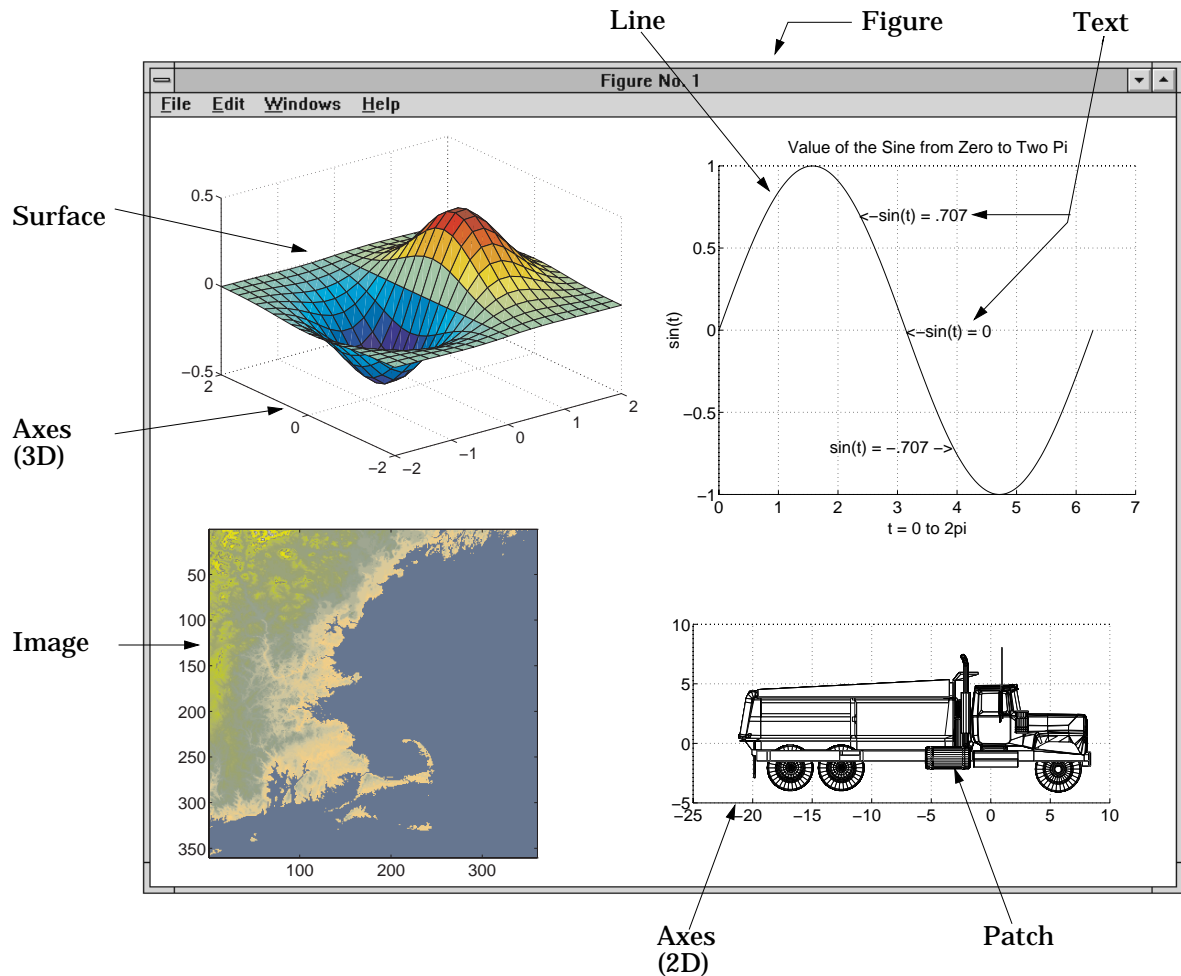 Line
Figure
Text
Figure No. 1
File Edit Windows Help
Surface
0.5
0
−0.5
2
0
−2
−2
−1
0
1
2
Axes
(3D)
Value of the Sine from Zero to Two Pi
1
0.5
0
−0.5
−1
sin(t)
<−sin(t) = .707
<−sin(t) = 0
sin(t) = −.707 −>
0 1 2 3 4 5 6 7
t = 0 to 2pi
Image
50
100
150
200
250
300
350
100 200 300
10
5
0
−5
−25 −20 −15 −10 −5 0 5 10
Axes
(2D)
Patch